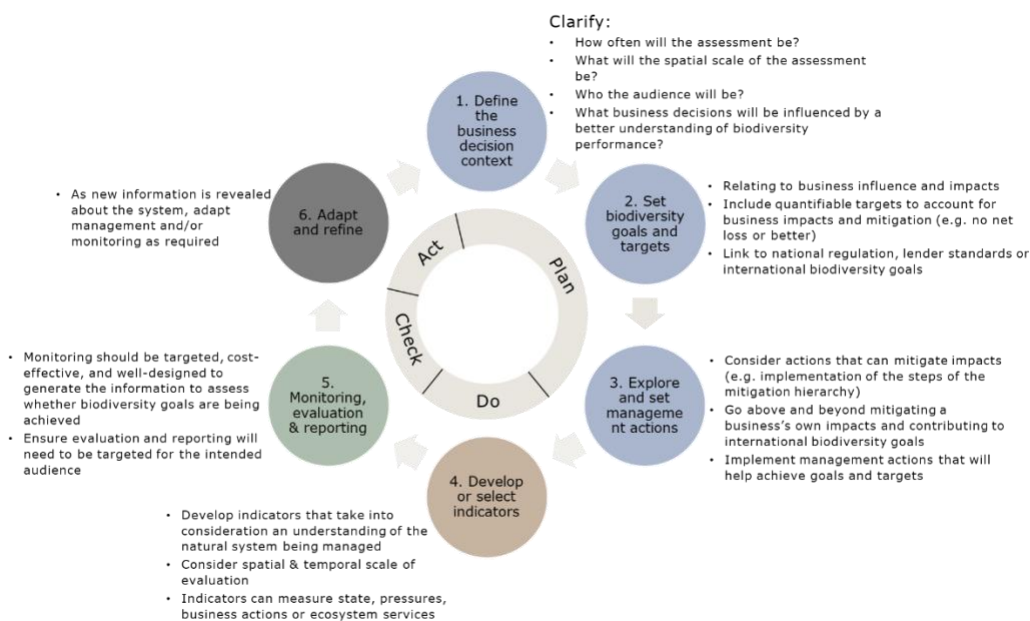 Clarify:
• How often will the assessment be?
• What will the spatial scale of the assessment
be?
• Who the audience will be?
• What business decisions will be influenced by a
better understanding of biodiversity
performance?
1. Define
the
business
decision
context
2. Set
biodiversity
goals and
targets
• Relating to business influence and impacts
• Include quantifiable targets to account for
business impacts and mitigation (e.g. no net
loss or better)
• Link to national regulation, lender standards or
international biodiversity goals
3. Explore
and set
manageme
nt actions
• Consider actions that can mitigate impacts
(e.g. implementation of the steps of the
mitigation hierarchy)
• Go above and beyond mitigating a
business's own impacts and contributing to
international biodiversity goals
• Implement management actions that will
help achieve goals and targets
4. Develop
or select
indicators
• Develop indicators that take into
consideration an understanding of the
natural system being managed
• Consider spatial & temporal scale of
evaluation
• Indicators can measure state, pressures,
business actions or ecosystem services
5.
Monitoring,
evaluation
& reporting
• Monitoring should be targeted, cost-
effective, and well-designed to
generate the information to assess
whether biodiversity goals are being
achieved
• Ensure evaluation and reporting will
need to be targeted for the intended
audience
6. Adapt
and refine
• As new information is revealed
about the system, adapt
management and/or
monitoring as required
Plan
Do
Check
Act